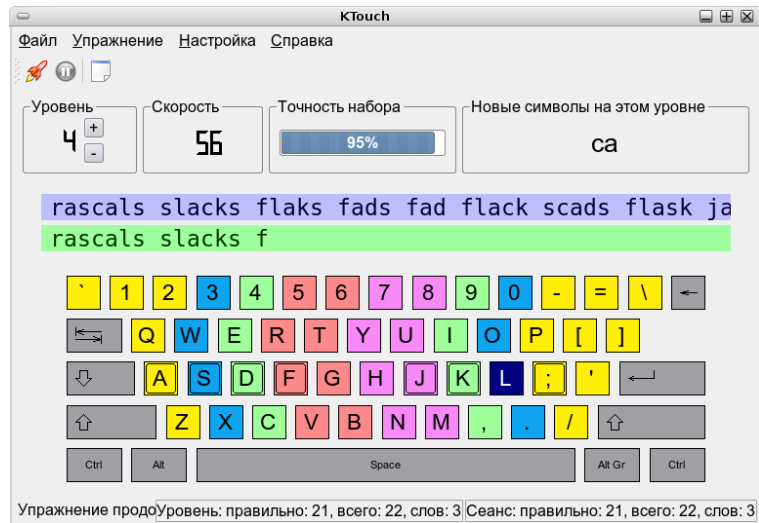 KTouch
Файл Упражнение Настройка Справка
Уровень Скорость Точность набора Новые символы на этом уровне
4 + - 56 95% ca
rascals slacks flaks fads fad flack scads flask ja
rascals slacks f
` 1 2 3 4 5 6 7 8 9 0 - = \
Q W E R T Y U I O P [ ]
A S D F G H J K L ; '
Z X C V B N M , . /
Ctrl Alt Space Alt Gr Ctrl
Упражнение продо Уровень: правильно: 21, всего: 22, слов: 3 Сеанс: правильно: 21, всего: 22, слов: 3